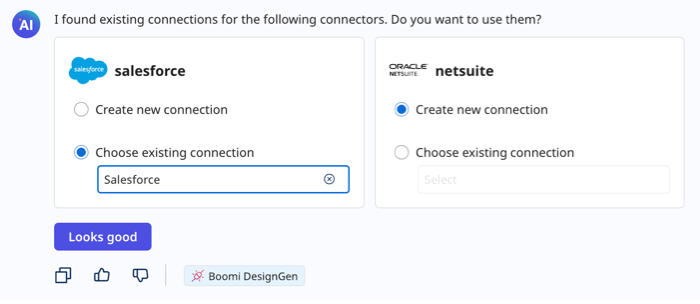 AI
I found existing connections for the following connectors. Do you want to use them?
salesforce
salesforce
Create new connection
Choose existing connection
Salesforce
ORACLE
NETSUITE
netsuite
Create new connection
Choose existing connection
Select
Looks good
Boomi DesignGen